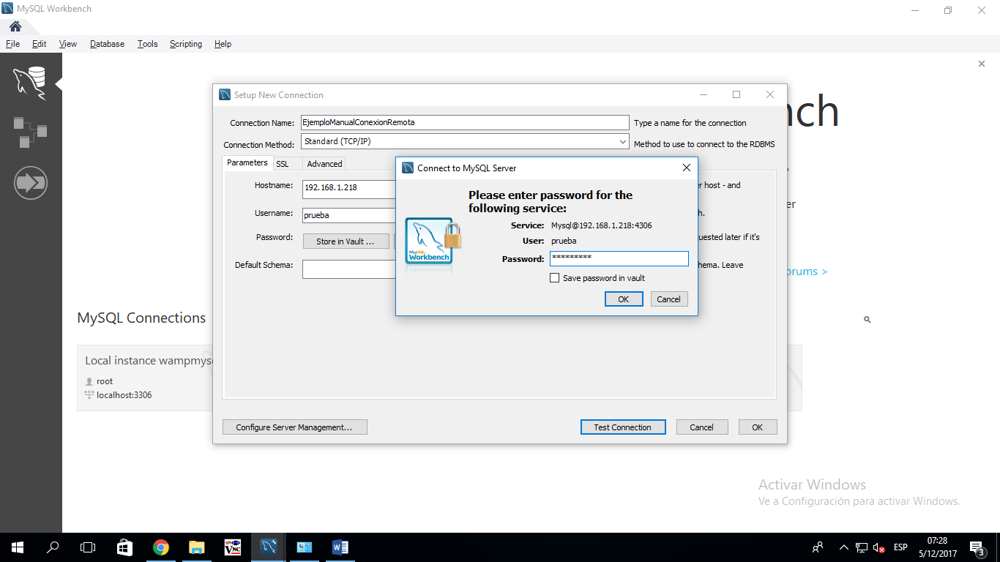 MySQL Workbench
File Edit View Database Tools Scripting Help
nch
Setup New Connection
Connection Name: EjemploManualConexionRemota Type a name for the connection
Connection Method: Standard (TCP/IP) Method to use to connect to the RDBMS
Parameters SSL Advanced
Hostname: 192.168.1.218
er host - and
Username: prueba
h.
Password: Store in Vault ...
uested later if it's
Default Schema:
hema. Leave
Connect to MySQL Server
Please enter password for the
following service:
Service: Mysql@192.168.1.218:4306
User: prueba
Password: *********
Save password in vault
OK Cancel
MySQL
Workbench
er
orums >
MySQL Connections
Local instance wampmys
root
localhost:3306
Configure Server Management... Test Connection Cancel OK
Activar Windows
Ve a Configuración para activar Windows.
VNC
ESP
07:28
5/12/2017
3